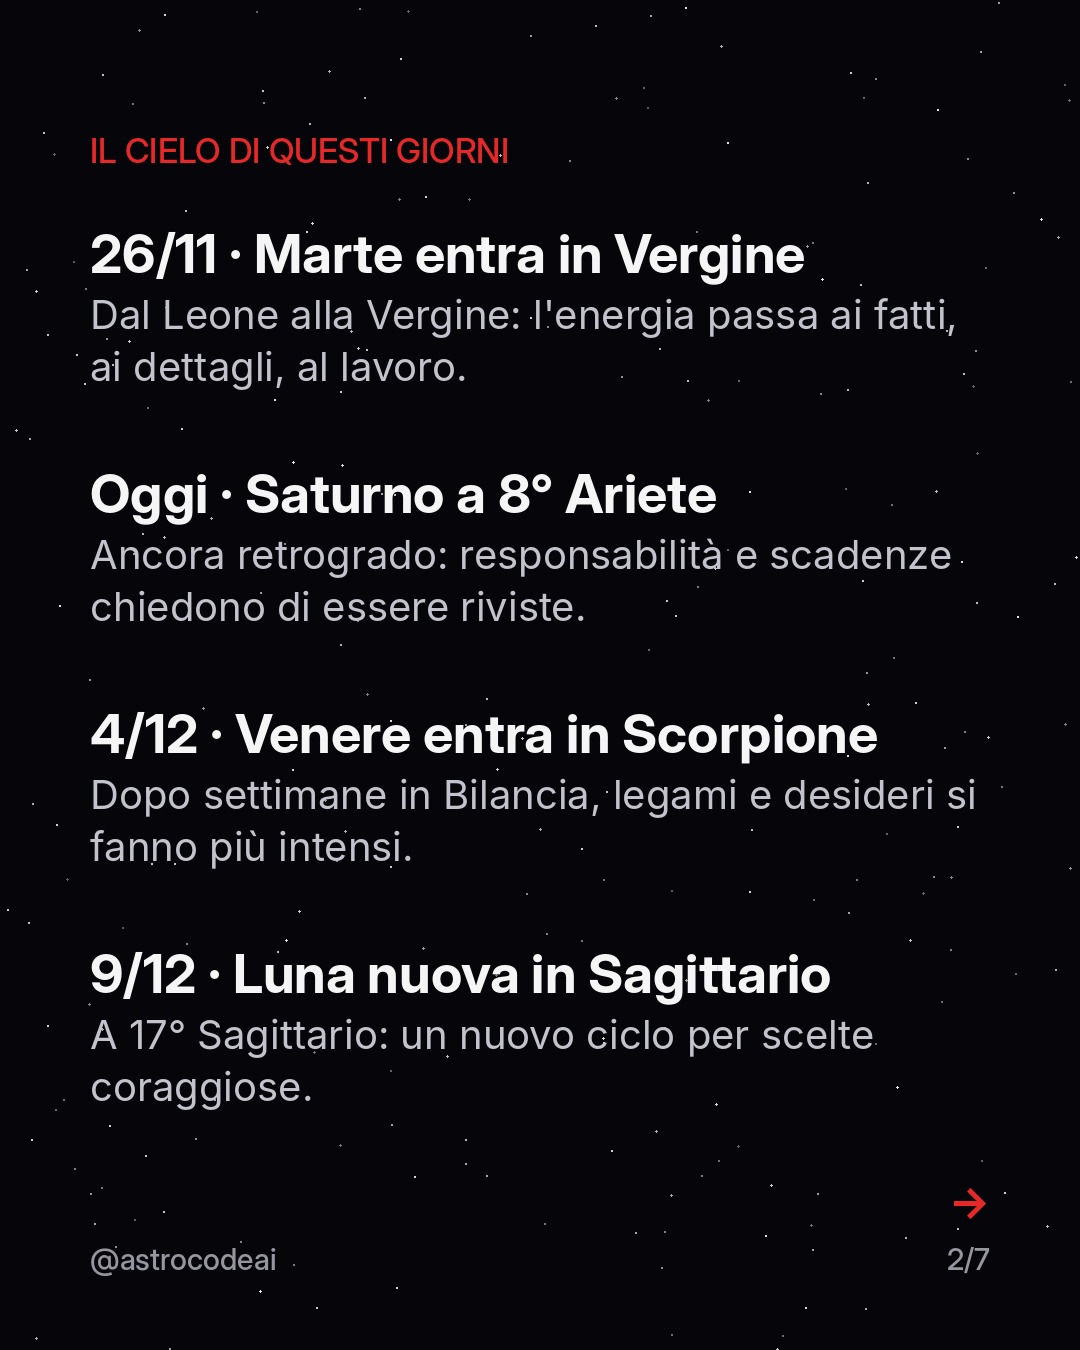 IL CIELO DI QUESTI GIORNI
26/11 · Marte entra in Vergine
Dal Leone alla Vergine: l'energia passa ai fatti,
ai dettagli, al lavoro.
Oggi · Saturno a 8° Ariete
Ancora retrogrado: responsabilità e scadenze
chiedono di essere riviste.
4/12 · Venere entra in Scorpione
Dopo settimane in Bilancia, legami e desideri si
fanno più intensi.
9/12 · Luna nuova in Sagittario
A 17° Sagittario: un nuovo ciclo per scelte
coraggiose.
→
@astrocodeai
2/7